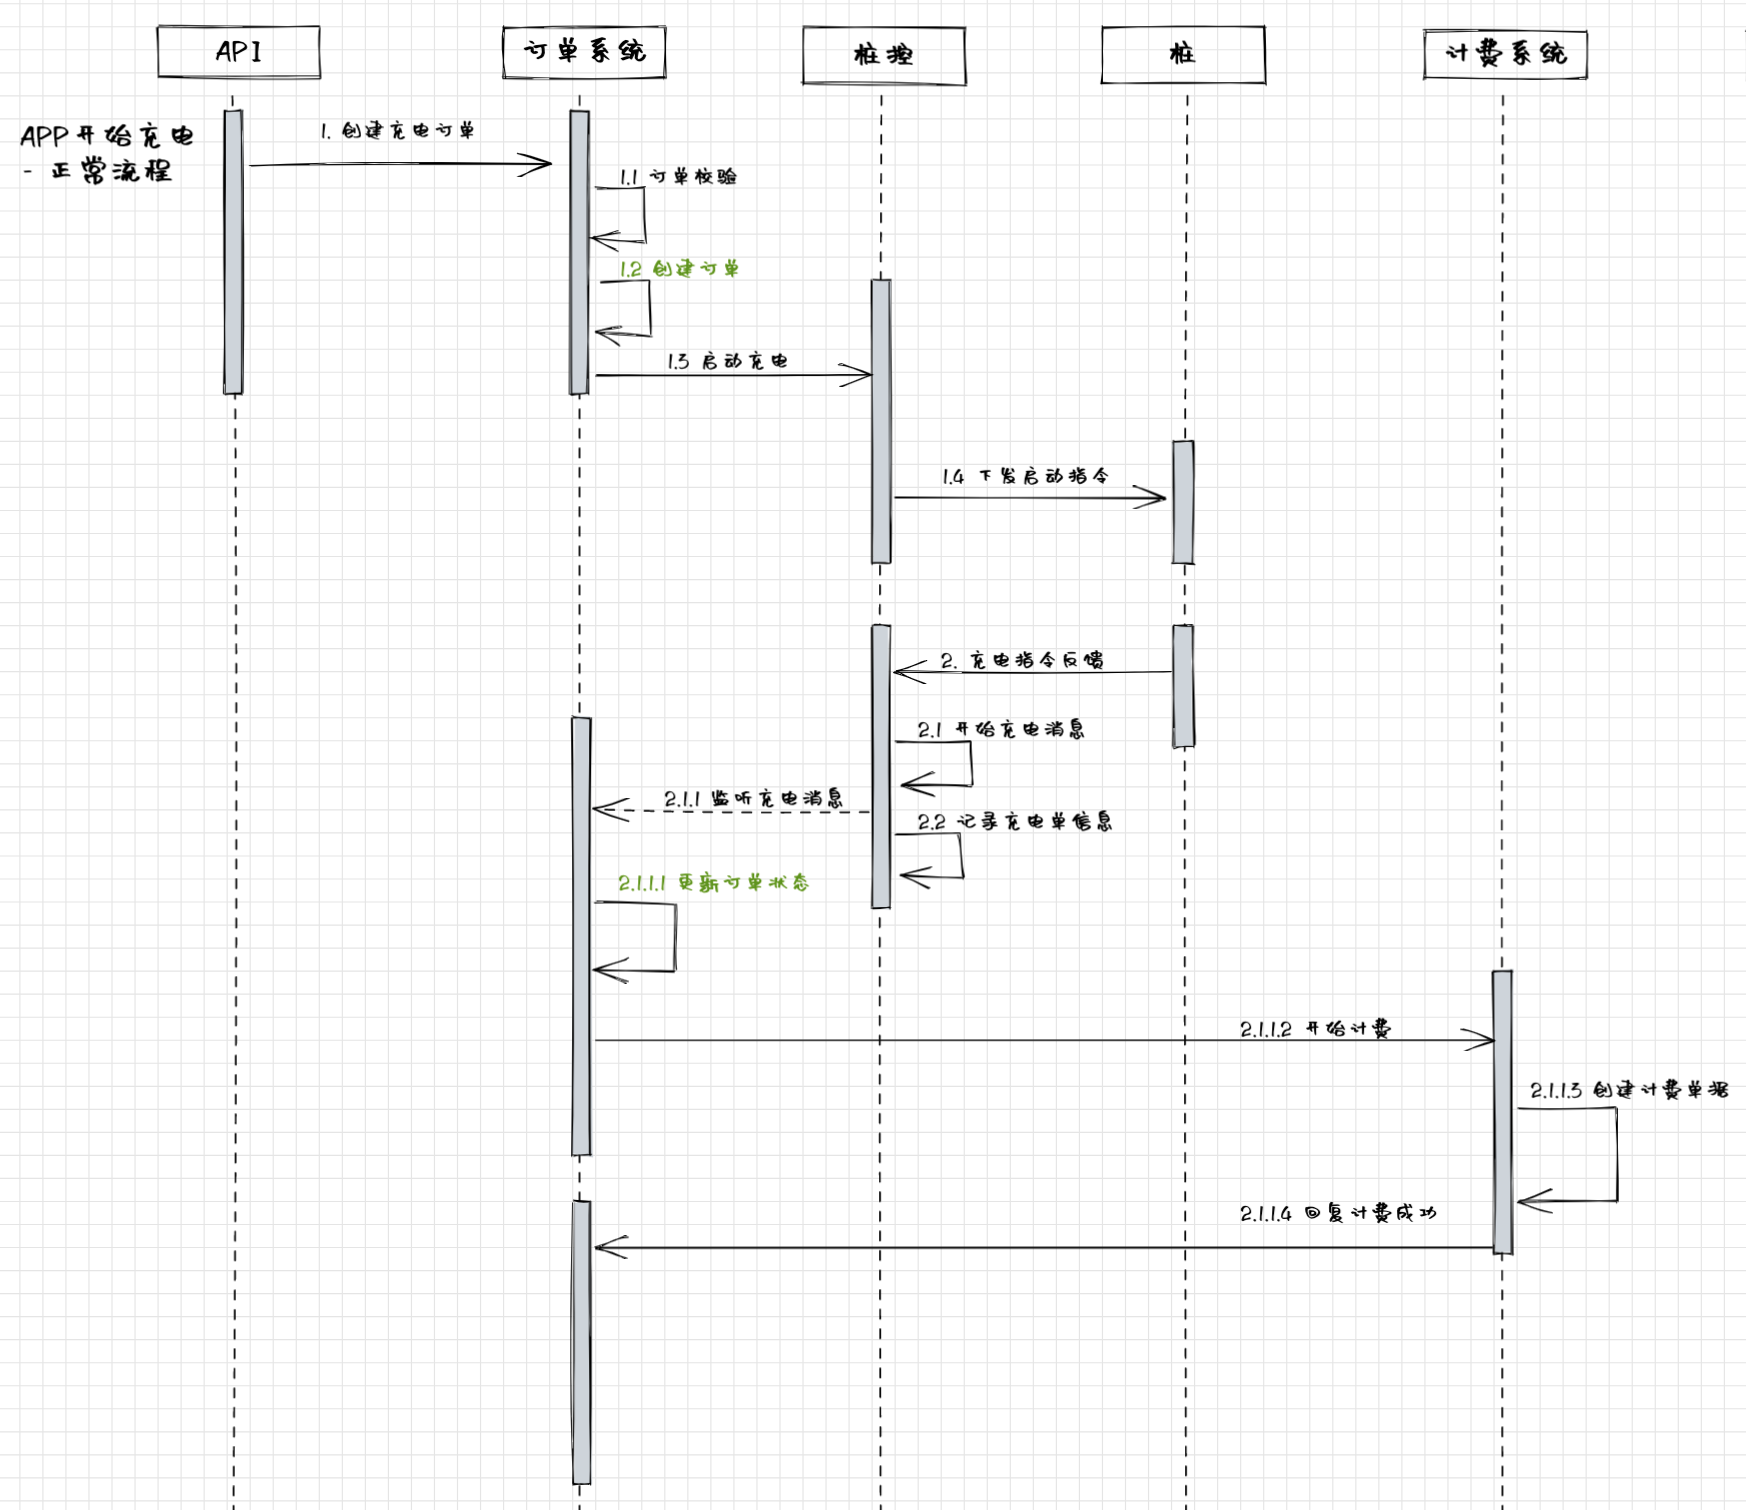 API
订单系统
桩控
桩
计费系统
APP开始充电
- 正常流程
1. 创建充电订单
1.1 订单校验
1.2 创建订单
1.3 启动充电
1.4 下发启动指令
2. 充电指令反馈
2.1 开始充电消息
2.1.1 监听充电消息
2.2 记录充电单信息
2.1.1.1 更新订单状态
2.1.1.2 开始计费
2.1.1.3 创建计费单据
2.1.1.4 回复计费成功